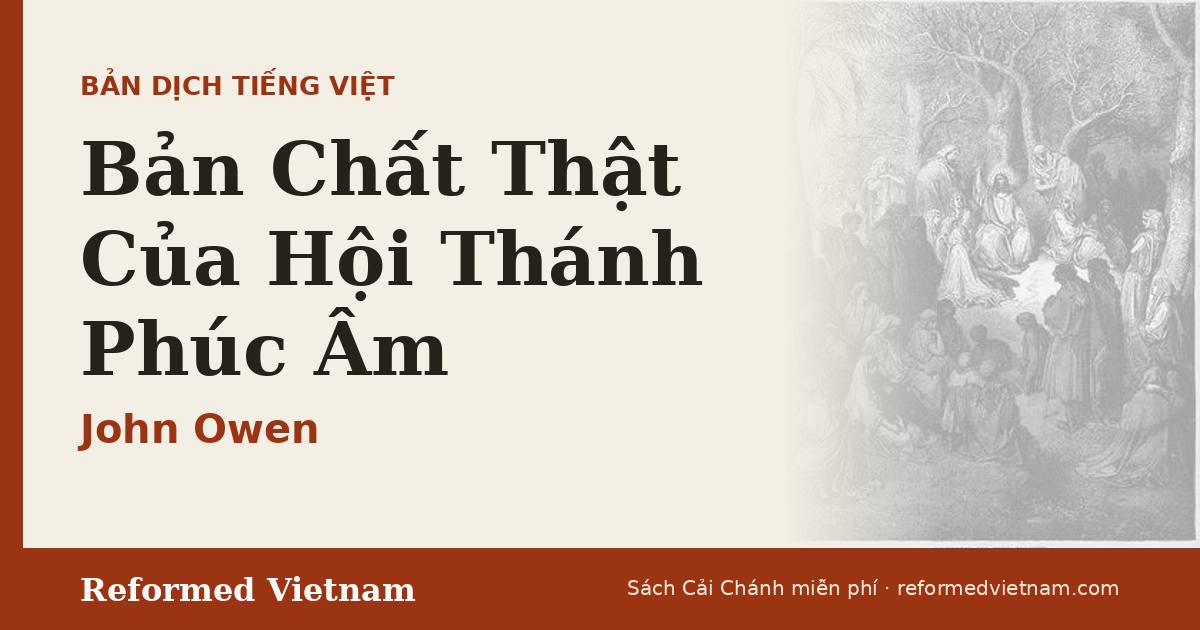 BẢN DỊCH TIẾNG VIỆT
Bản Chất Thật
Của Hội Thánh
Phúc Âm
John Owen
Reformed Vietnam
Sách Cải Chánh miễn phí · reformedvietnam.com